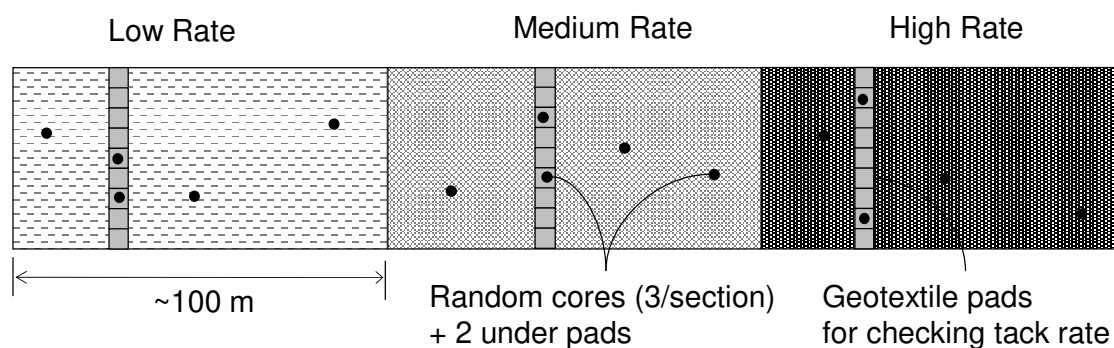 Low Rate
Medium Rate
High Rate
~100 m
Random cores (3/section)
+ 2 under pads
Geotextile pads
for checking tack rate